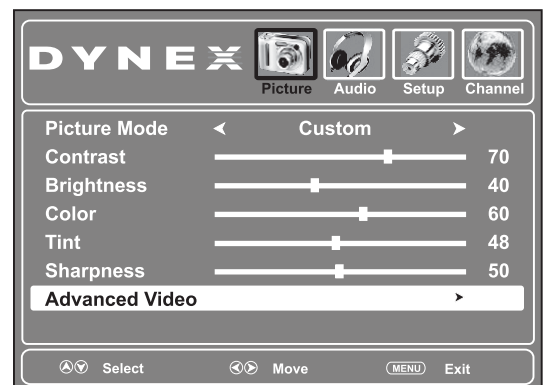 DYNEX
Picture Audio Setup Channel
Picture Mode Custom
Contrast 70
Brightness 40
Color 60
Tint 48
Sharpness 50
Advanced Video
Select Move MENU Exit